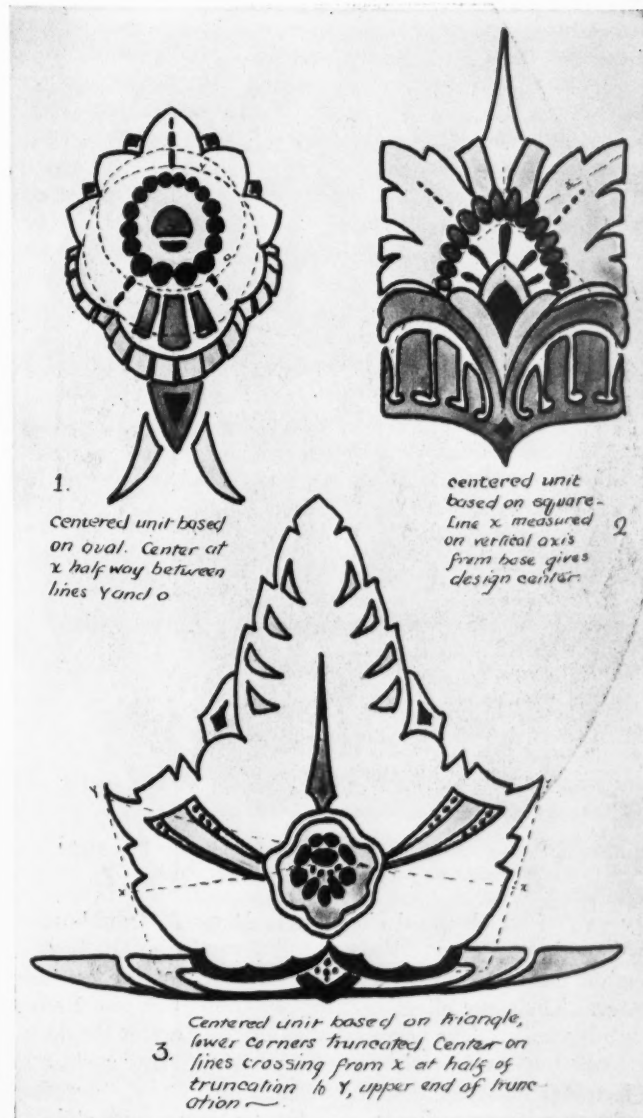 1.
Centered unit based
on oval. Center at
x half way between
lines Y and o
centered unit
based on square-
Line x measured
on vertical axis
from base gives
design center.
2
3.
Centered unit based on triangle,
lower corners truncated. Center on
lines crossing from x at half of
truncation to Y, upper end of trunc-
ation
Y
x
x